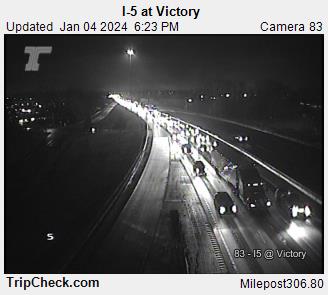 I-5 at Victory
Updated Jan 04 2024 6:23 PM Camera 83
S
83 - I5 @ Victory
TripCheck.com Milepost306.80